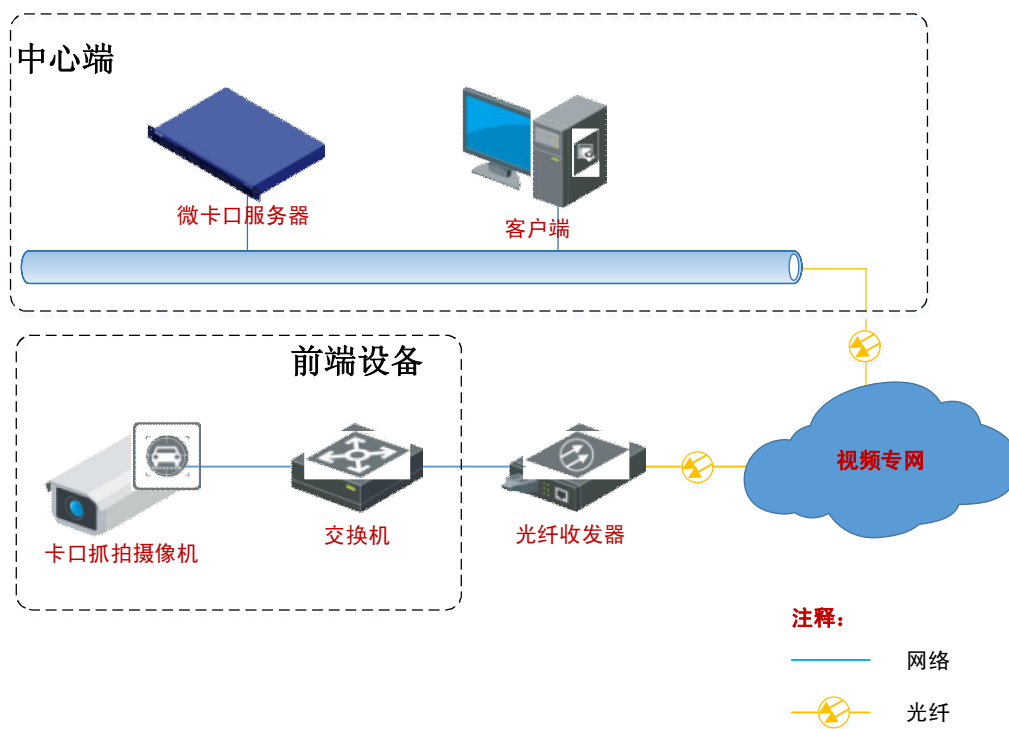 中心端
微卡口服务器
客户端
前端设备
视频专网
卡口抓拍摄像机
交换机
光纤收发器
注释：
网络
光纤